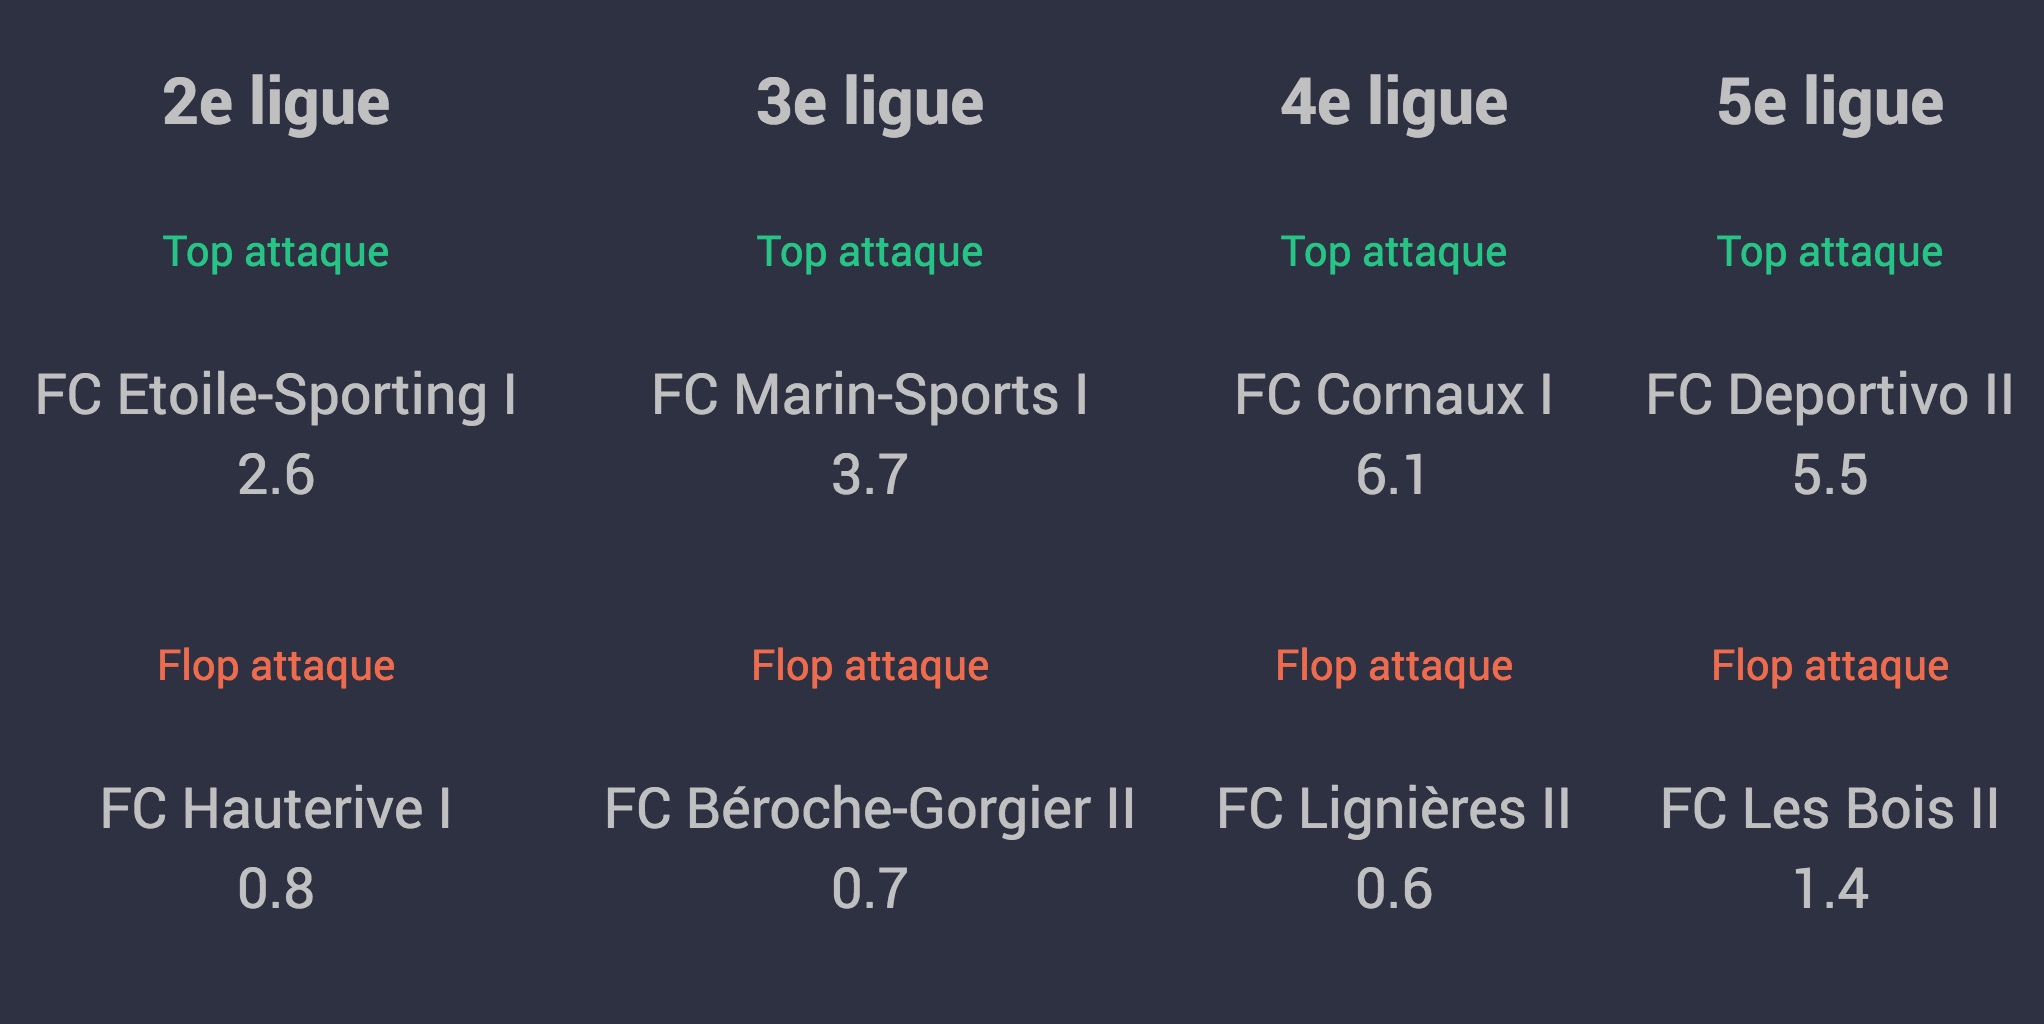 2e ligue
3e ligue
4e ligue
5e ligue
Top attaque
Top attaque
Top attaque
Top attaque
FC Etoile-Sporting I
FC Marin-Sports I
FC Cornaux I
FC Deportivo II
2.6
3.7
6.1
5.5
Flop attaque
Flop attaque
Flop attaque
Flop attaque
FC Hauterive I
FC Béroche-Gorgier II
FC Lignières II
FC Les Bois II
0.8
0.7
0.6
1.4